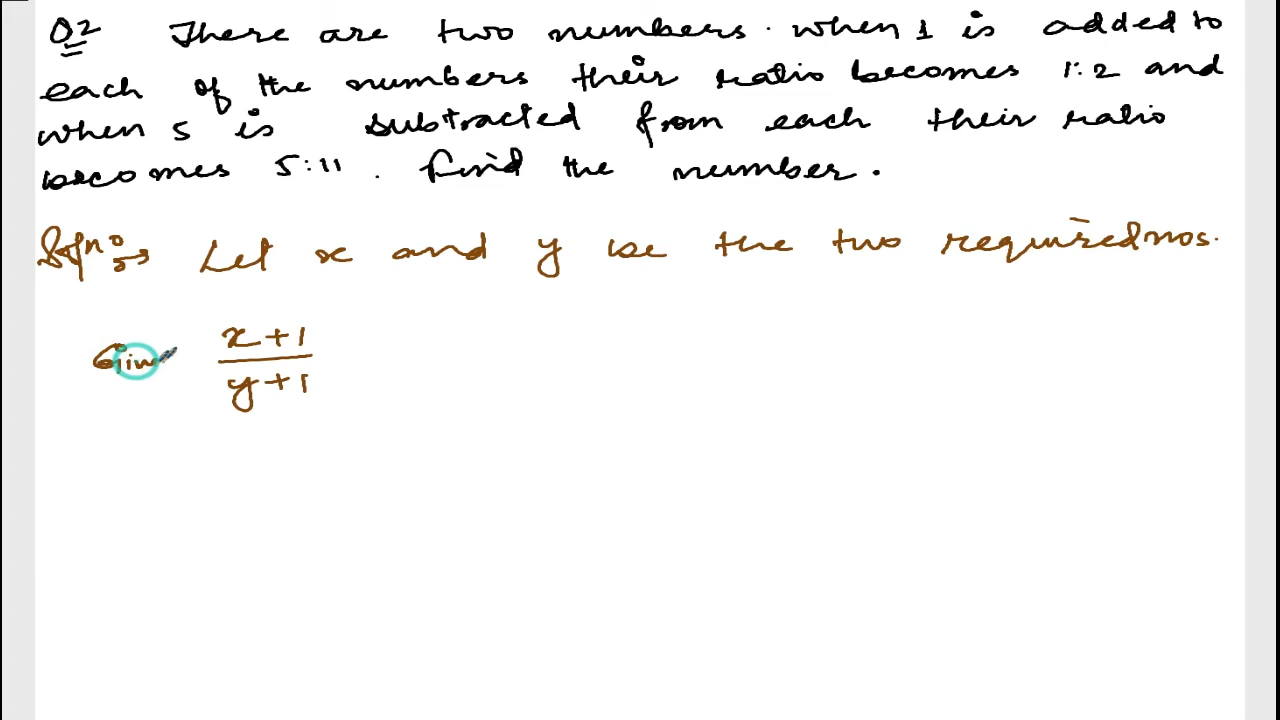 Q2 There are two numbers. when 1 is added to
each of the numbers their ratio becomes 1:2 and
when 5 is subtracted from each their ratio
becomes 5:11. find the number.
Sol^n: → Let x and y be the two required nos.
Given x+1
y+1